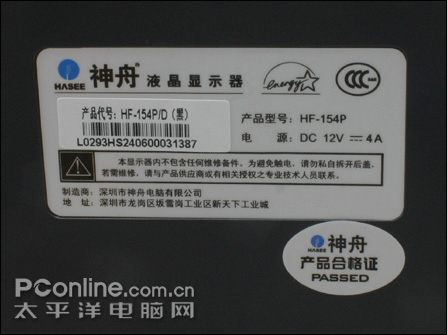 HASEE
神舟 液晶显示器
energy
CCC
产品代号: HF-154P/D (黑)
L0293HS240600031387
产品型号: HF-154P
电 源: DC 12V 4A
本显示器内不包含任何维修备件, 为避免触电, 请勿私自拆开后盖,
若需维修, 请与产品供应商或有相关授权之专业技术人员联系.
制造商: 深圳市神舟电脑有限公司
地 址: 深圳市龙岗区坂雪岗工业区新天下工业城
HASEE
神舟
产品合格证
PASSED
PConline.com.cn
太平洋电脑网